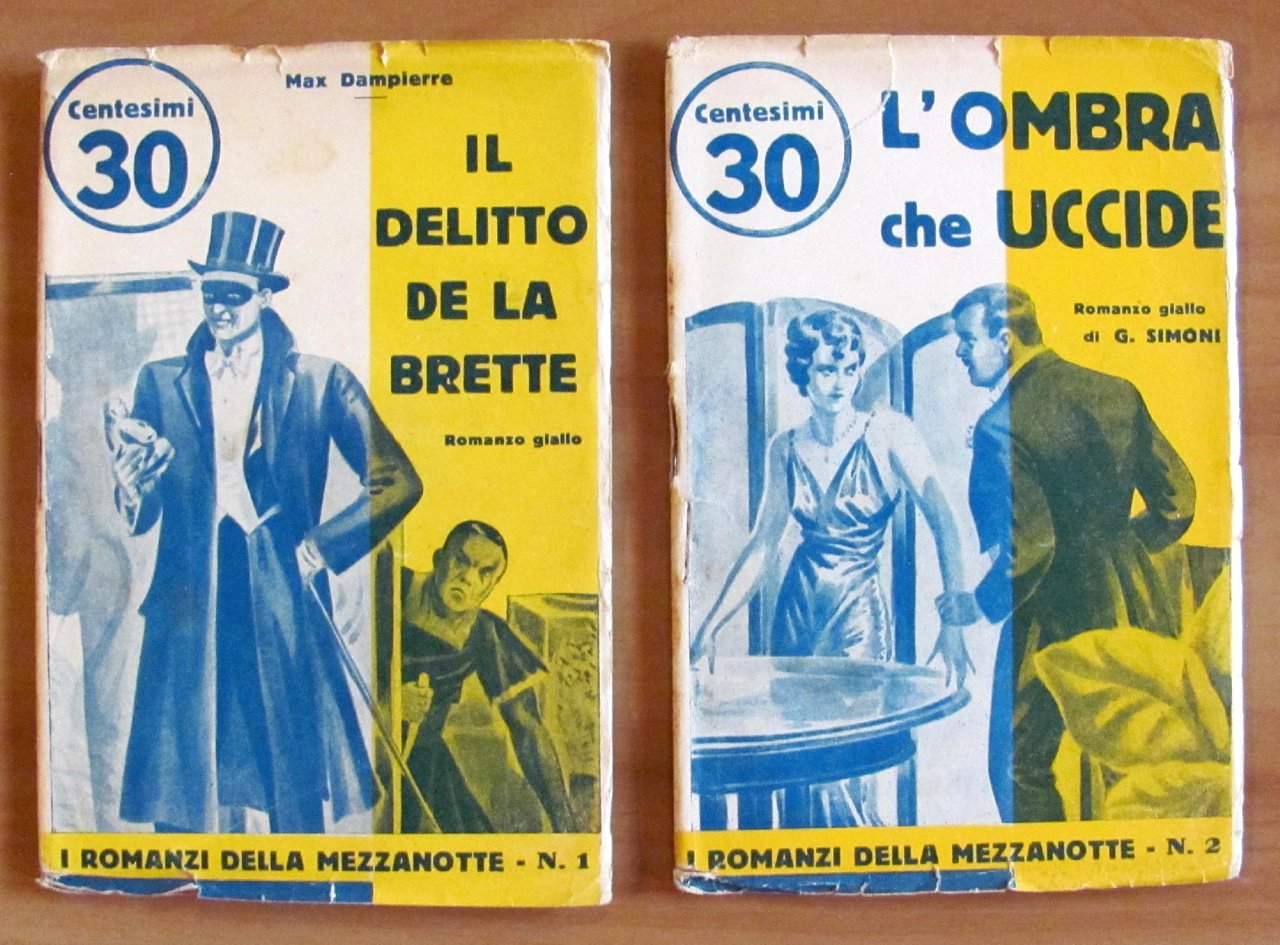 Centesimi
30
Max Dampierre
IL
DELITTO
DE LA
BRETTE
Romanzo giallo
I ROMANZI DELLA MEZZANOTTE - N. 1
Centesimi
30
L'OMBRA
che UCCIDE
Romanzo giallo
di G. SIMONI
I ROMANZI DELLA MEZZANOTTE - N. 2